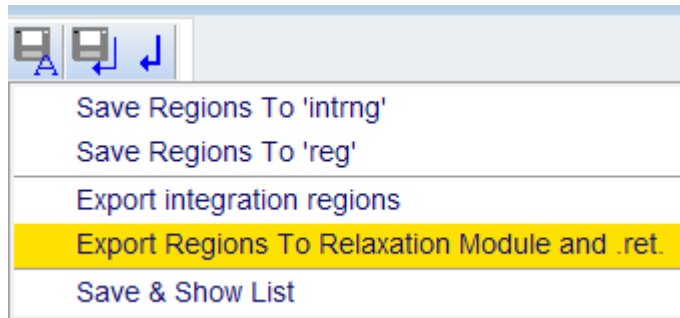 A
Save Regions To 'intrng'
Save Regions To 'reg'
Export integration regions
Export Regions To Relaxation Module and .ret.
Save & Show List